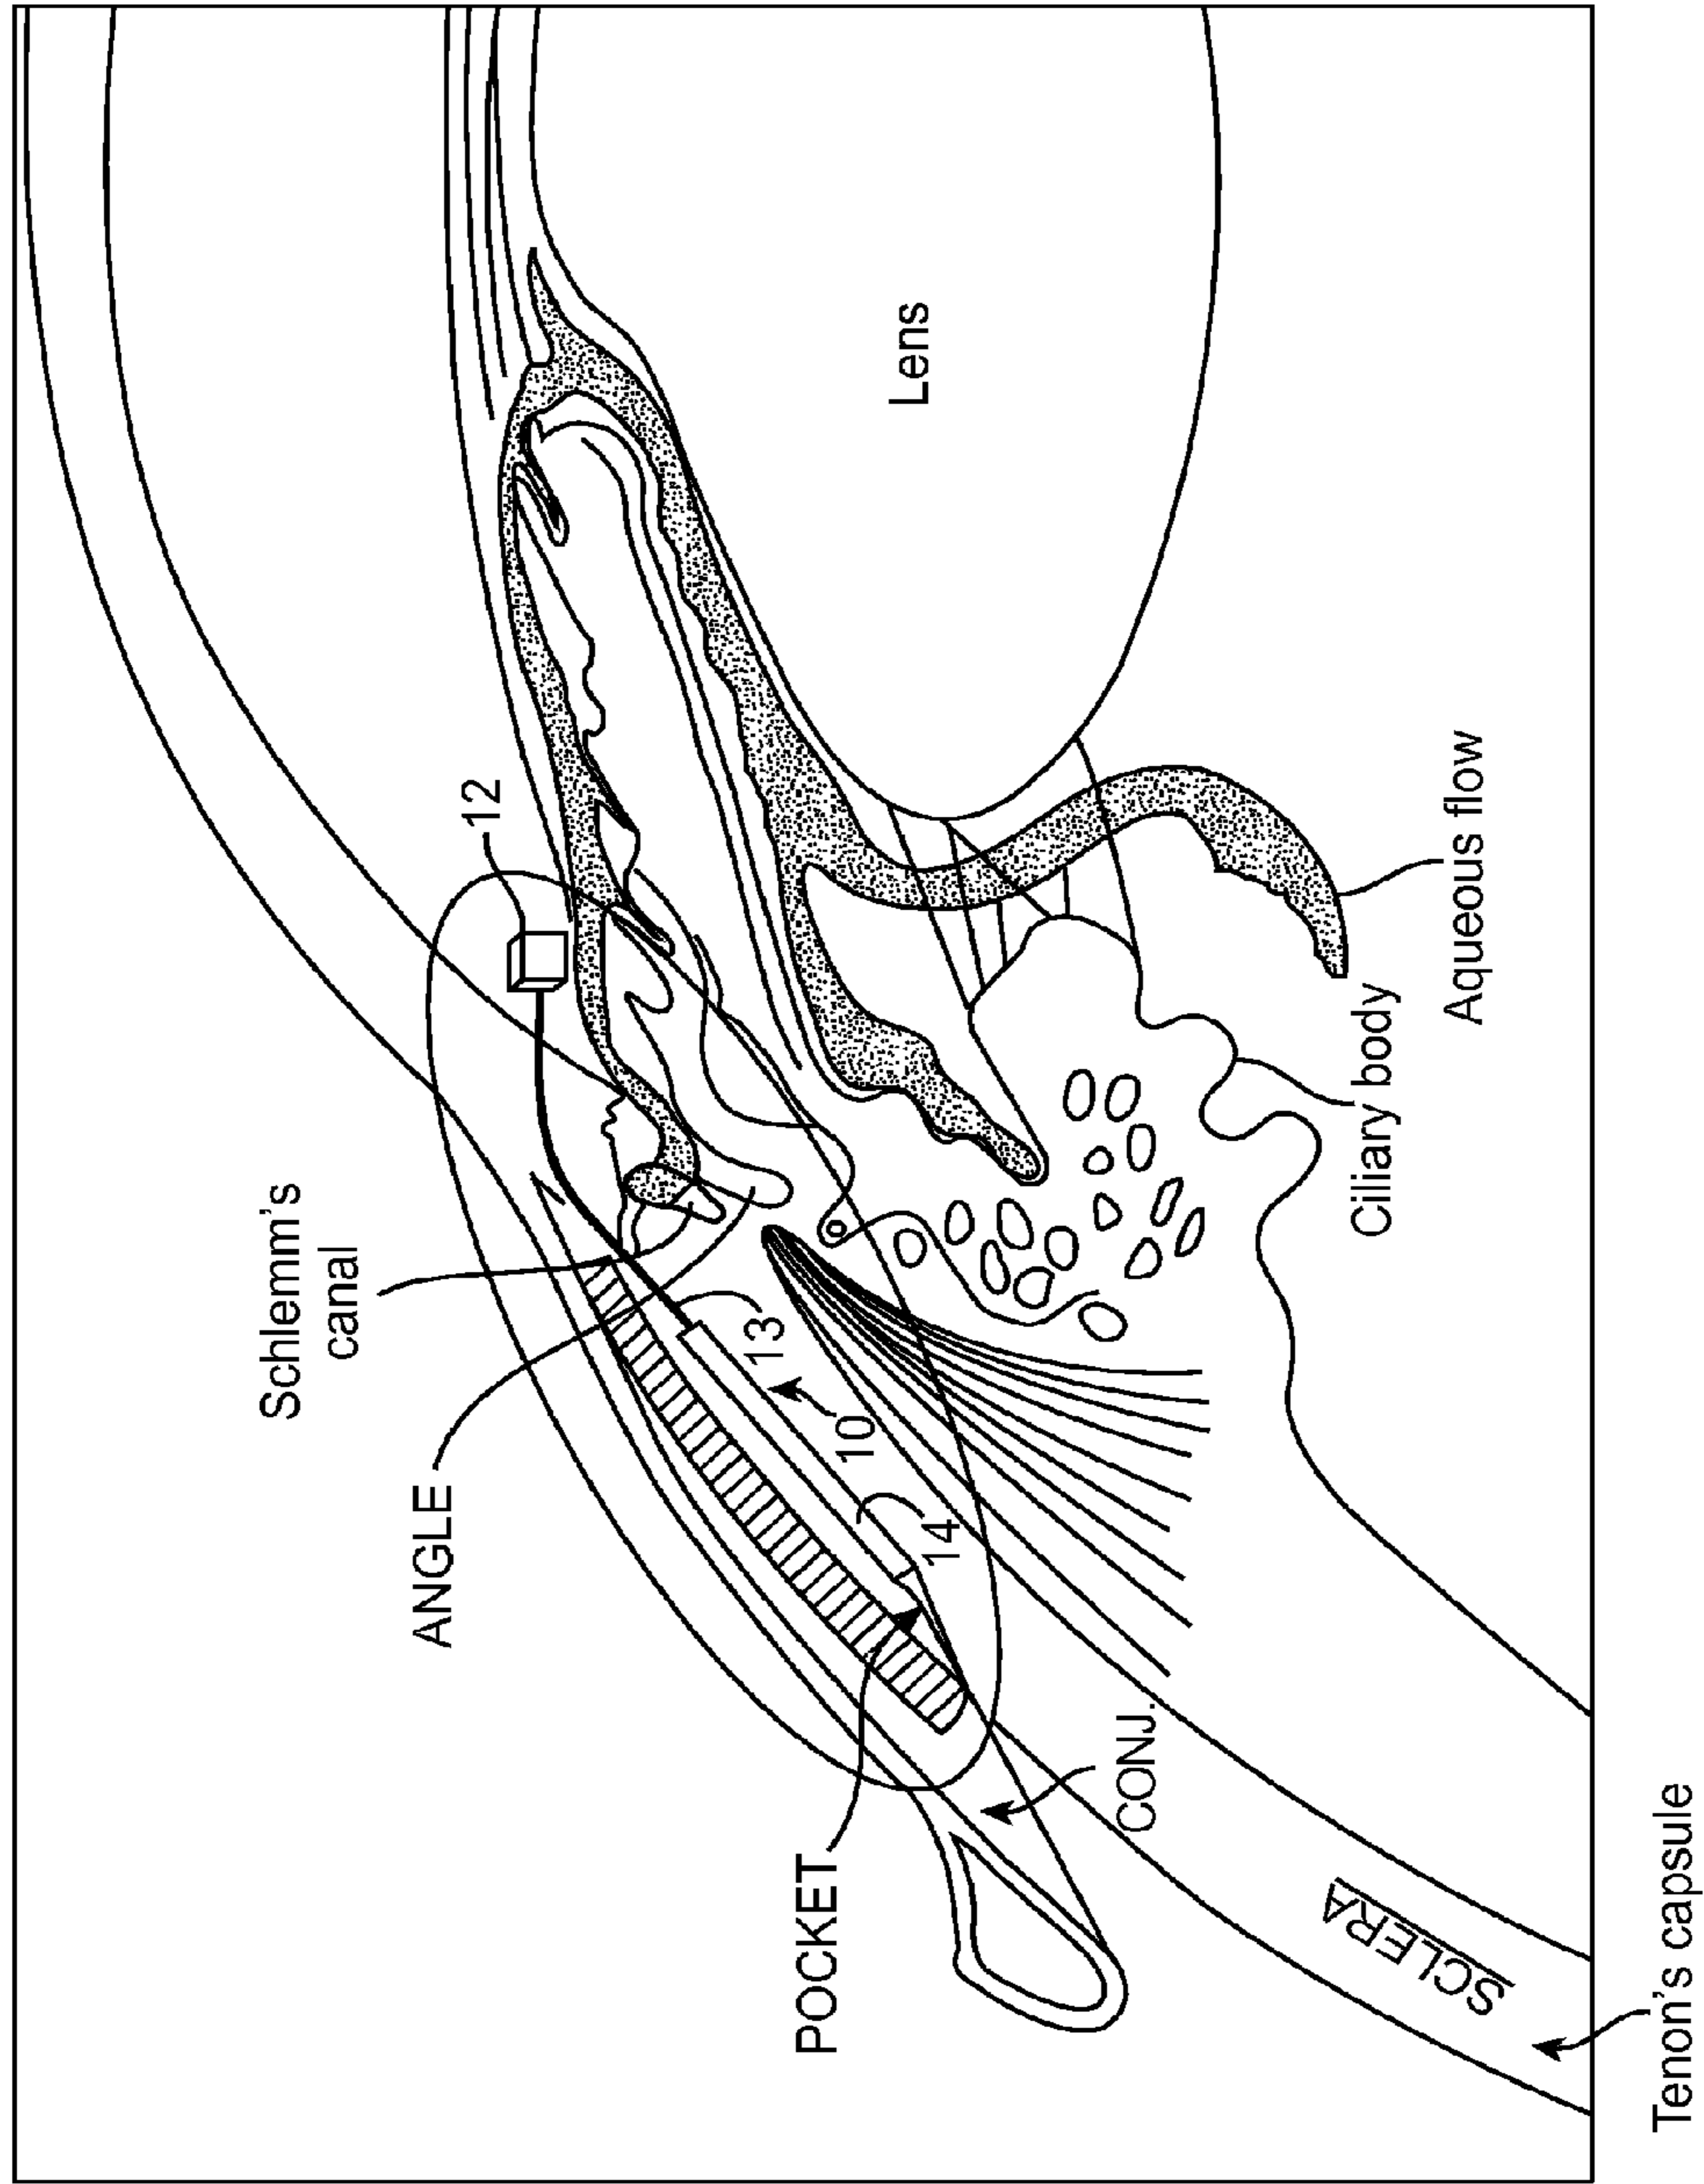 Schlemm's
canal
12
ANGLE
13
10
14
POCKET
CONJ.
Lens
Ciliary body
Aqueous flow
SCLERA
Tenon's capsule